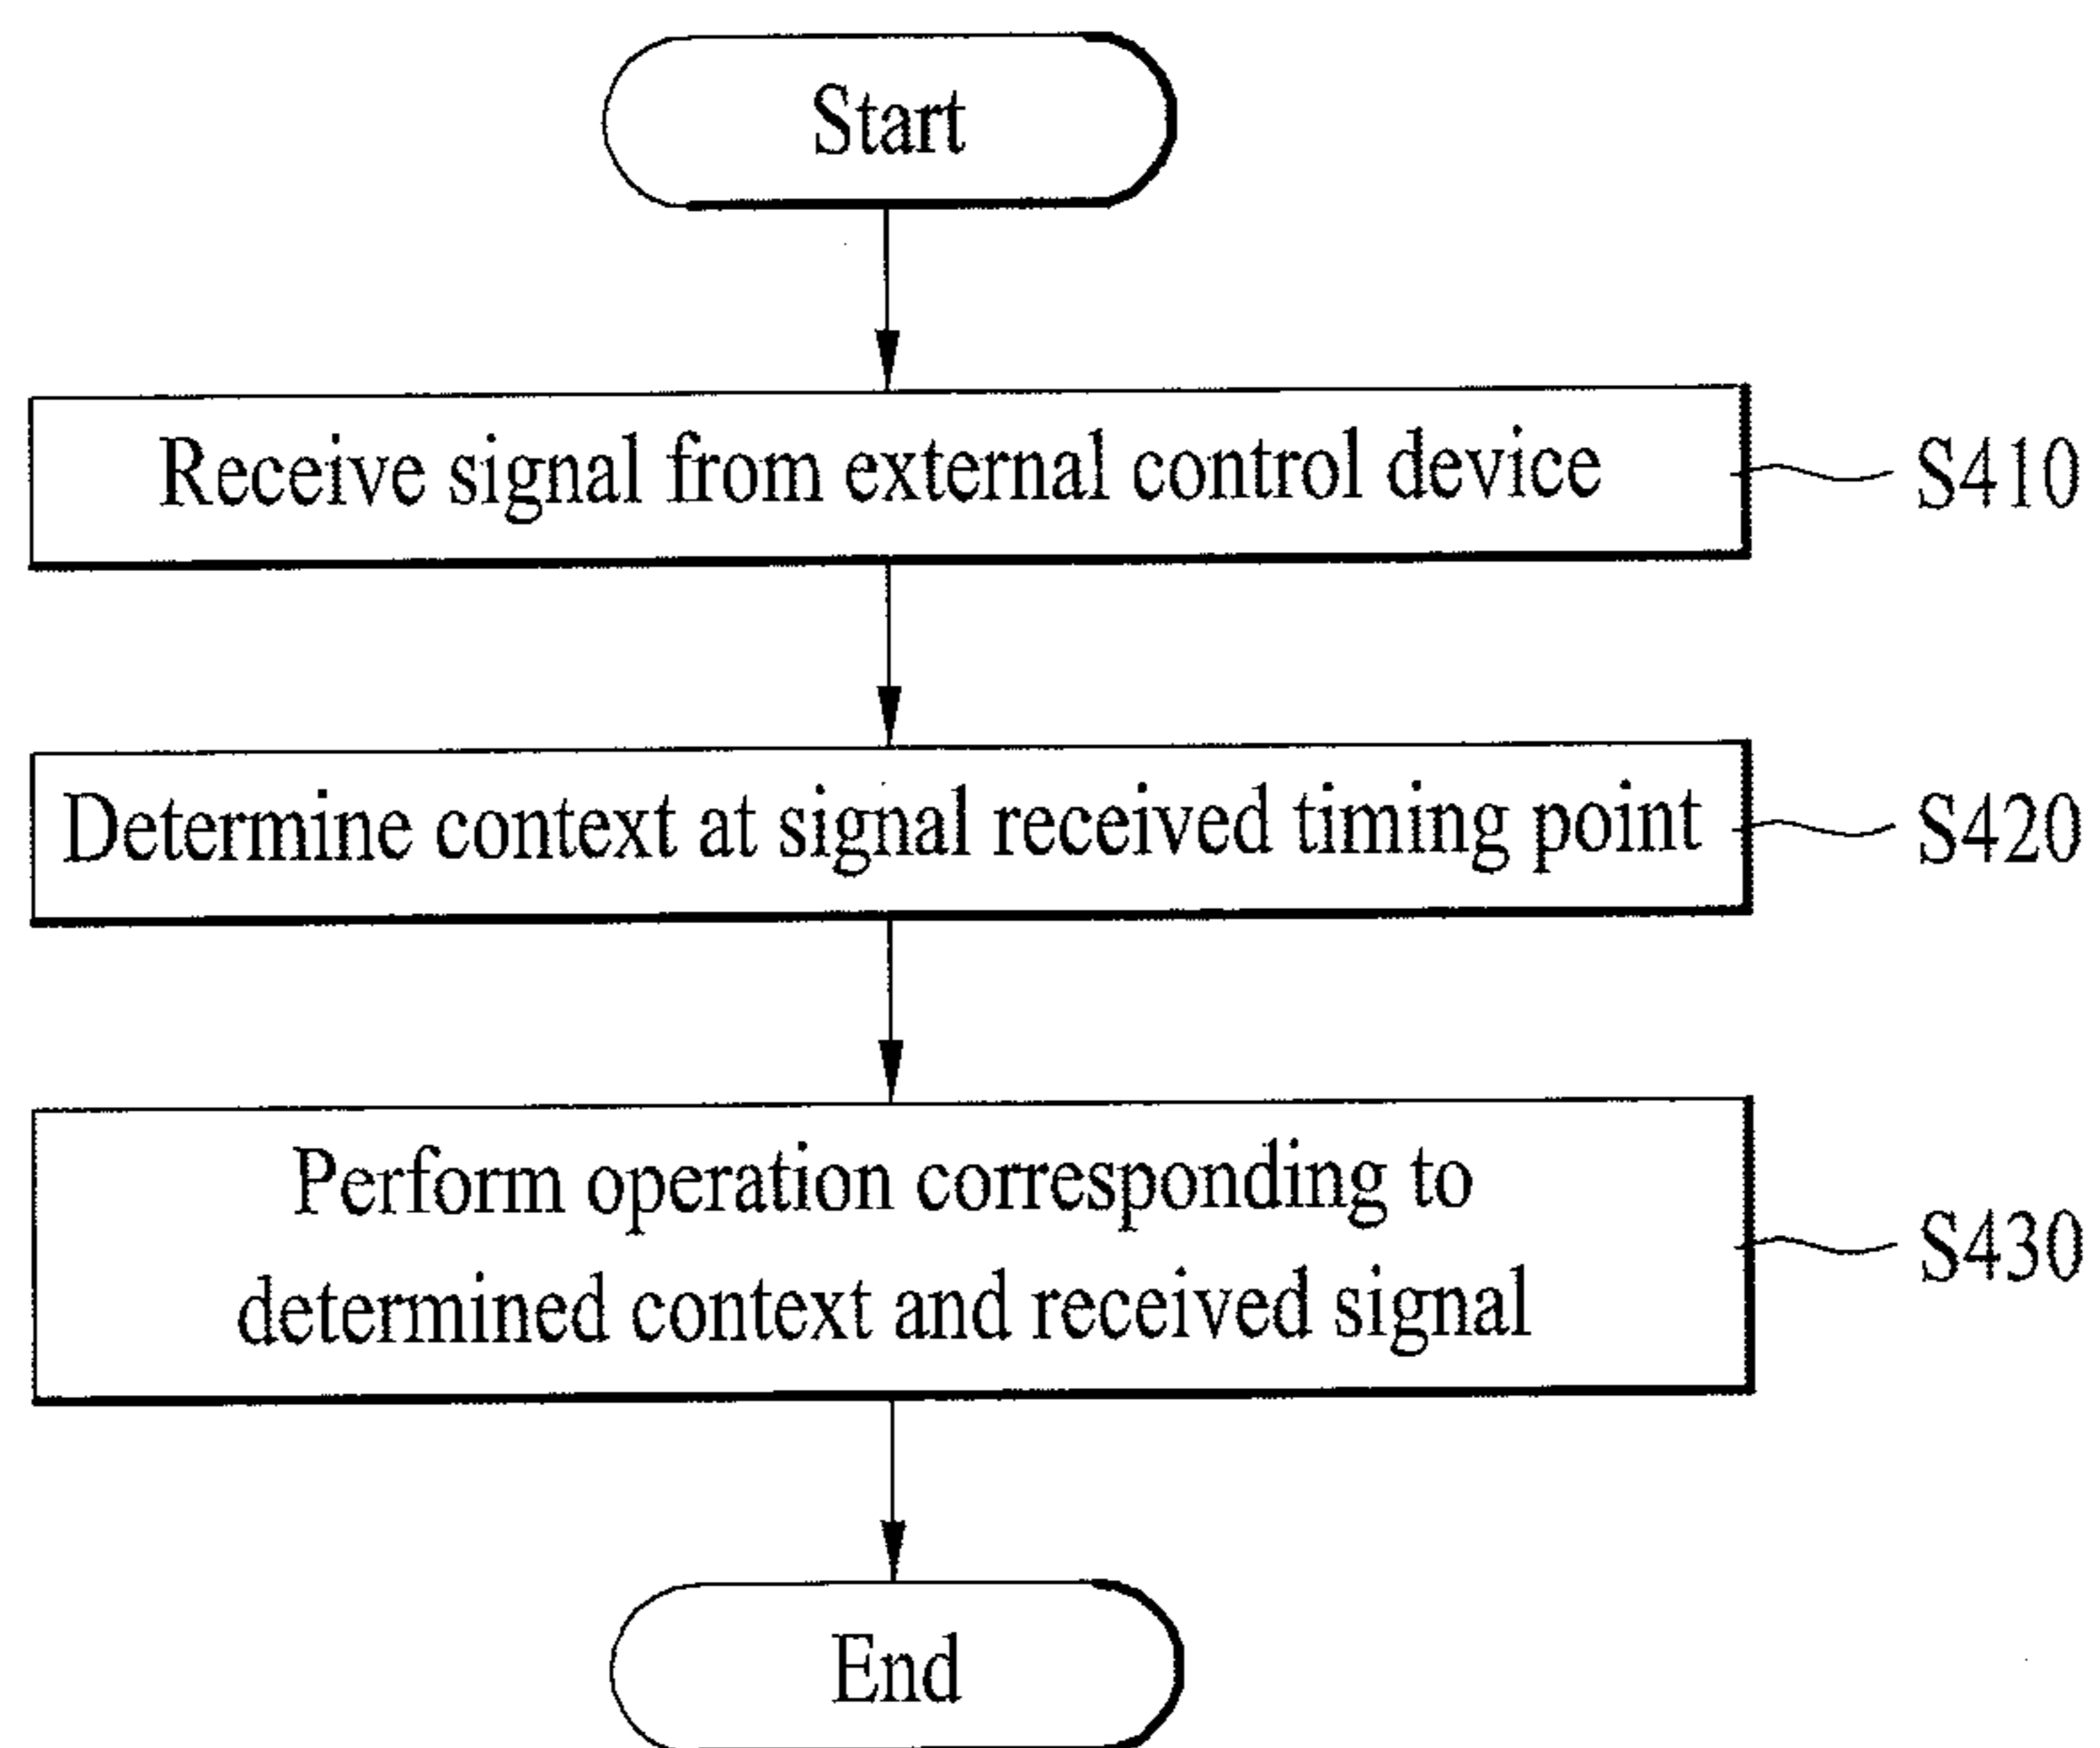 Start
Receive signal from external control device
S410
Determine context at signal received timing point
S420
Perform operation corresponding to
determined context and received signal
S430
End